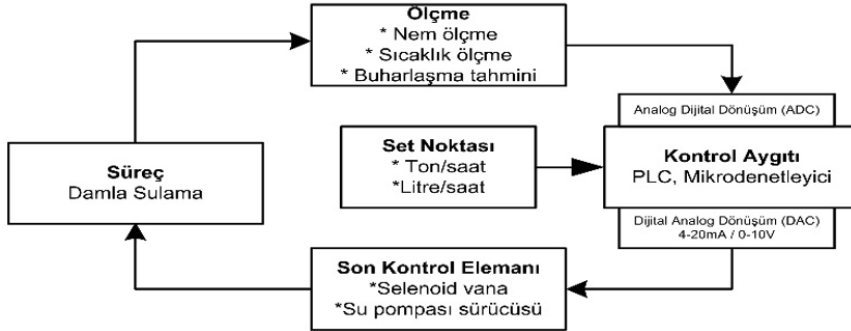 Ölçme
* Nem ölçme
* Sıcaklık ölçme
* Buharlaşma tahmini
Analog Dijital Dönüşüm (ADC)
Set Noktası
* Ton/saat
*Litre/saat
Kontrol Aygıtı
PLC, Mikrodenetleyici
Süreç
Damla Sulama
Dijital Analog Dönüşüm (DAC)
4-20mA / 0-10V
Son Kontrol Elemanı
*Selenoid vana
*Su pompası sürücüsü